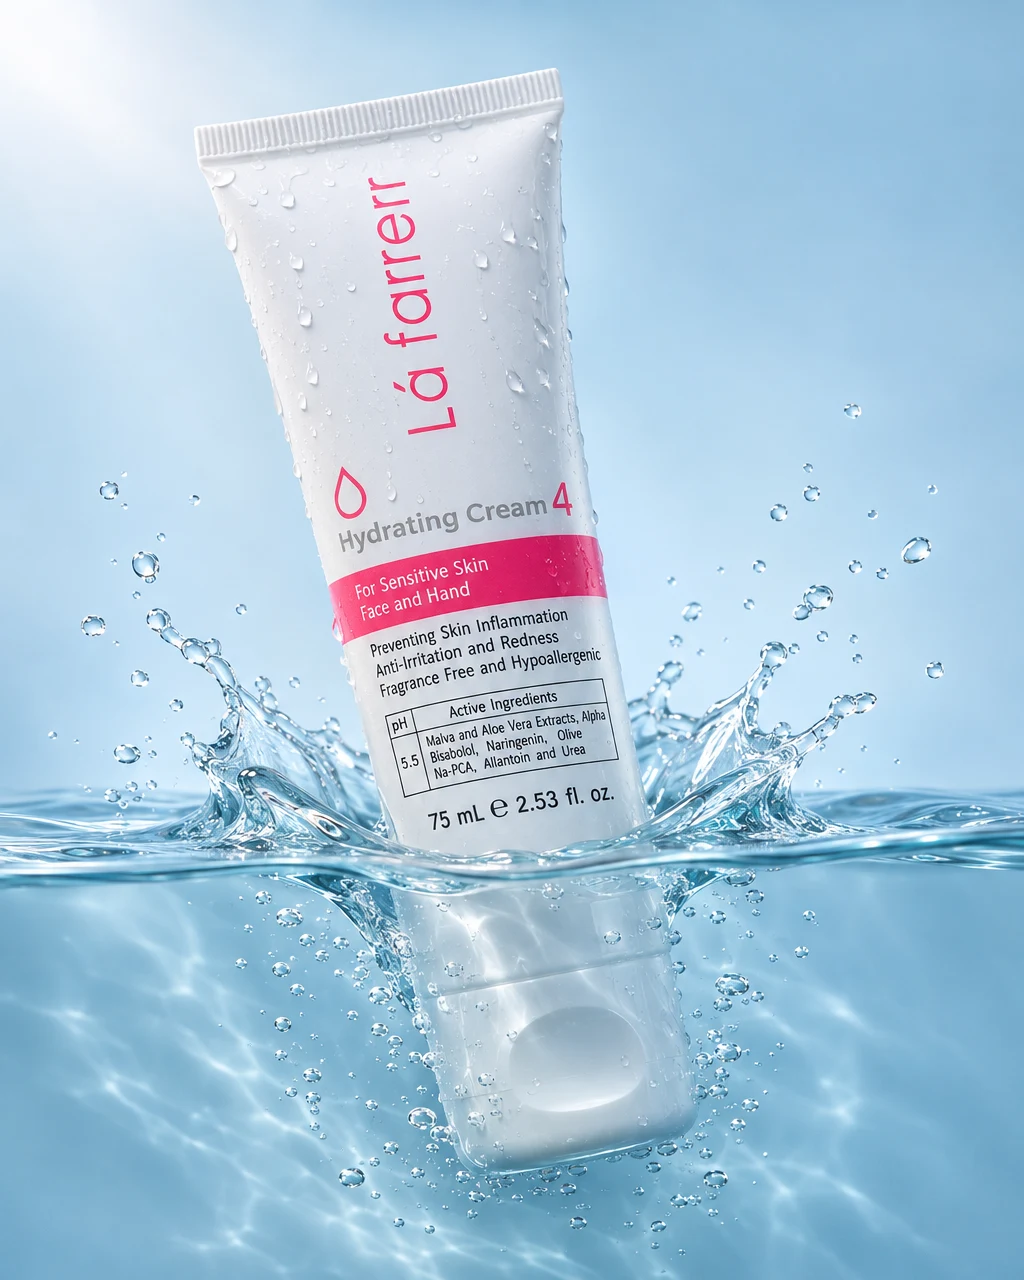 Lá farrerr
Hydrating Cream 4
For Sensitive Skin
Face and Hand
Preventing Skin Inflammation
Anti-Irritation and Redness
Fragrance Free and Hypoallergenic
pH Active Ingredients
5.5 Malva and Aloe Vera Extracts, Alpha
Bisabolol, Naringenin, Olive
Na-PCA, Allantoin and Urea
75 mL ℮ 2.53 fl. oz.